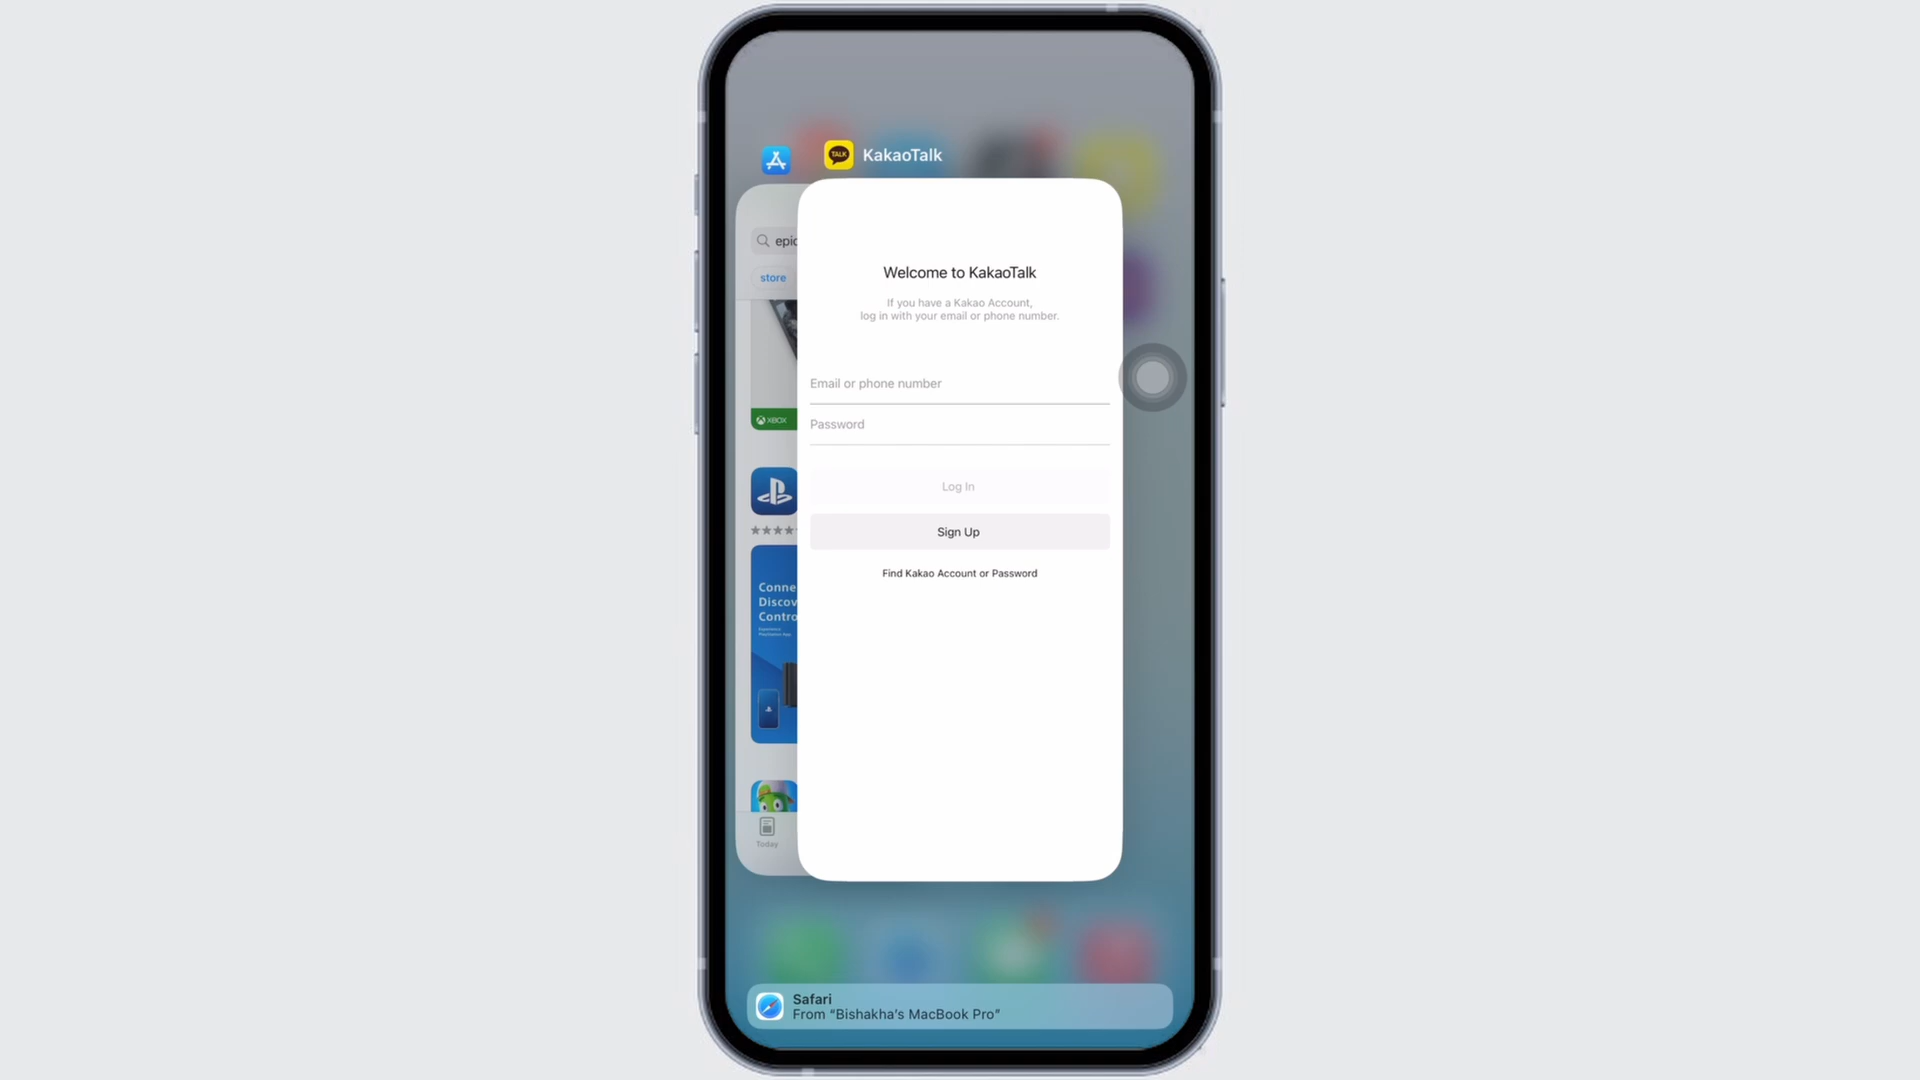 TALK
KakaoTalk
epic
store
XBOX
Conne
Discov
Contro
Today
Welcome to KakaoTalk
If you have a Kakao Account,
log in with your email or phone number.
Email or phone number
Password
Log In
Sign Up
Find Kakao Account or Password
Safari
From “Bishakha’s MacBook Pro”